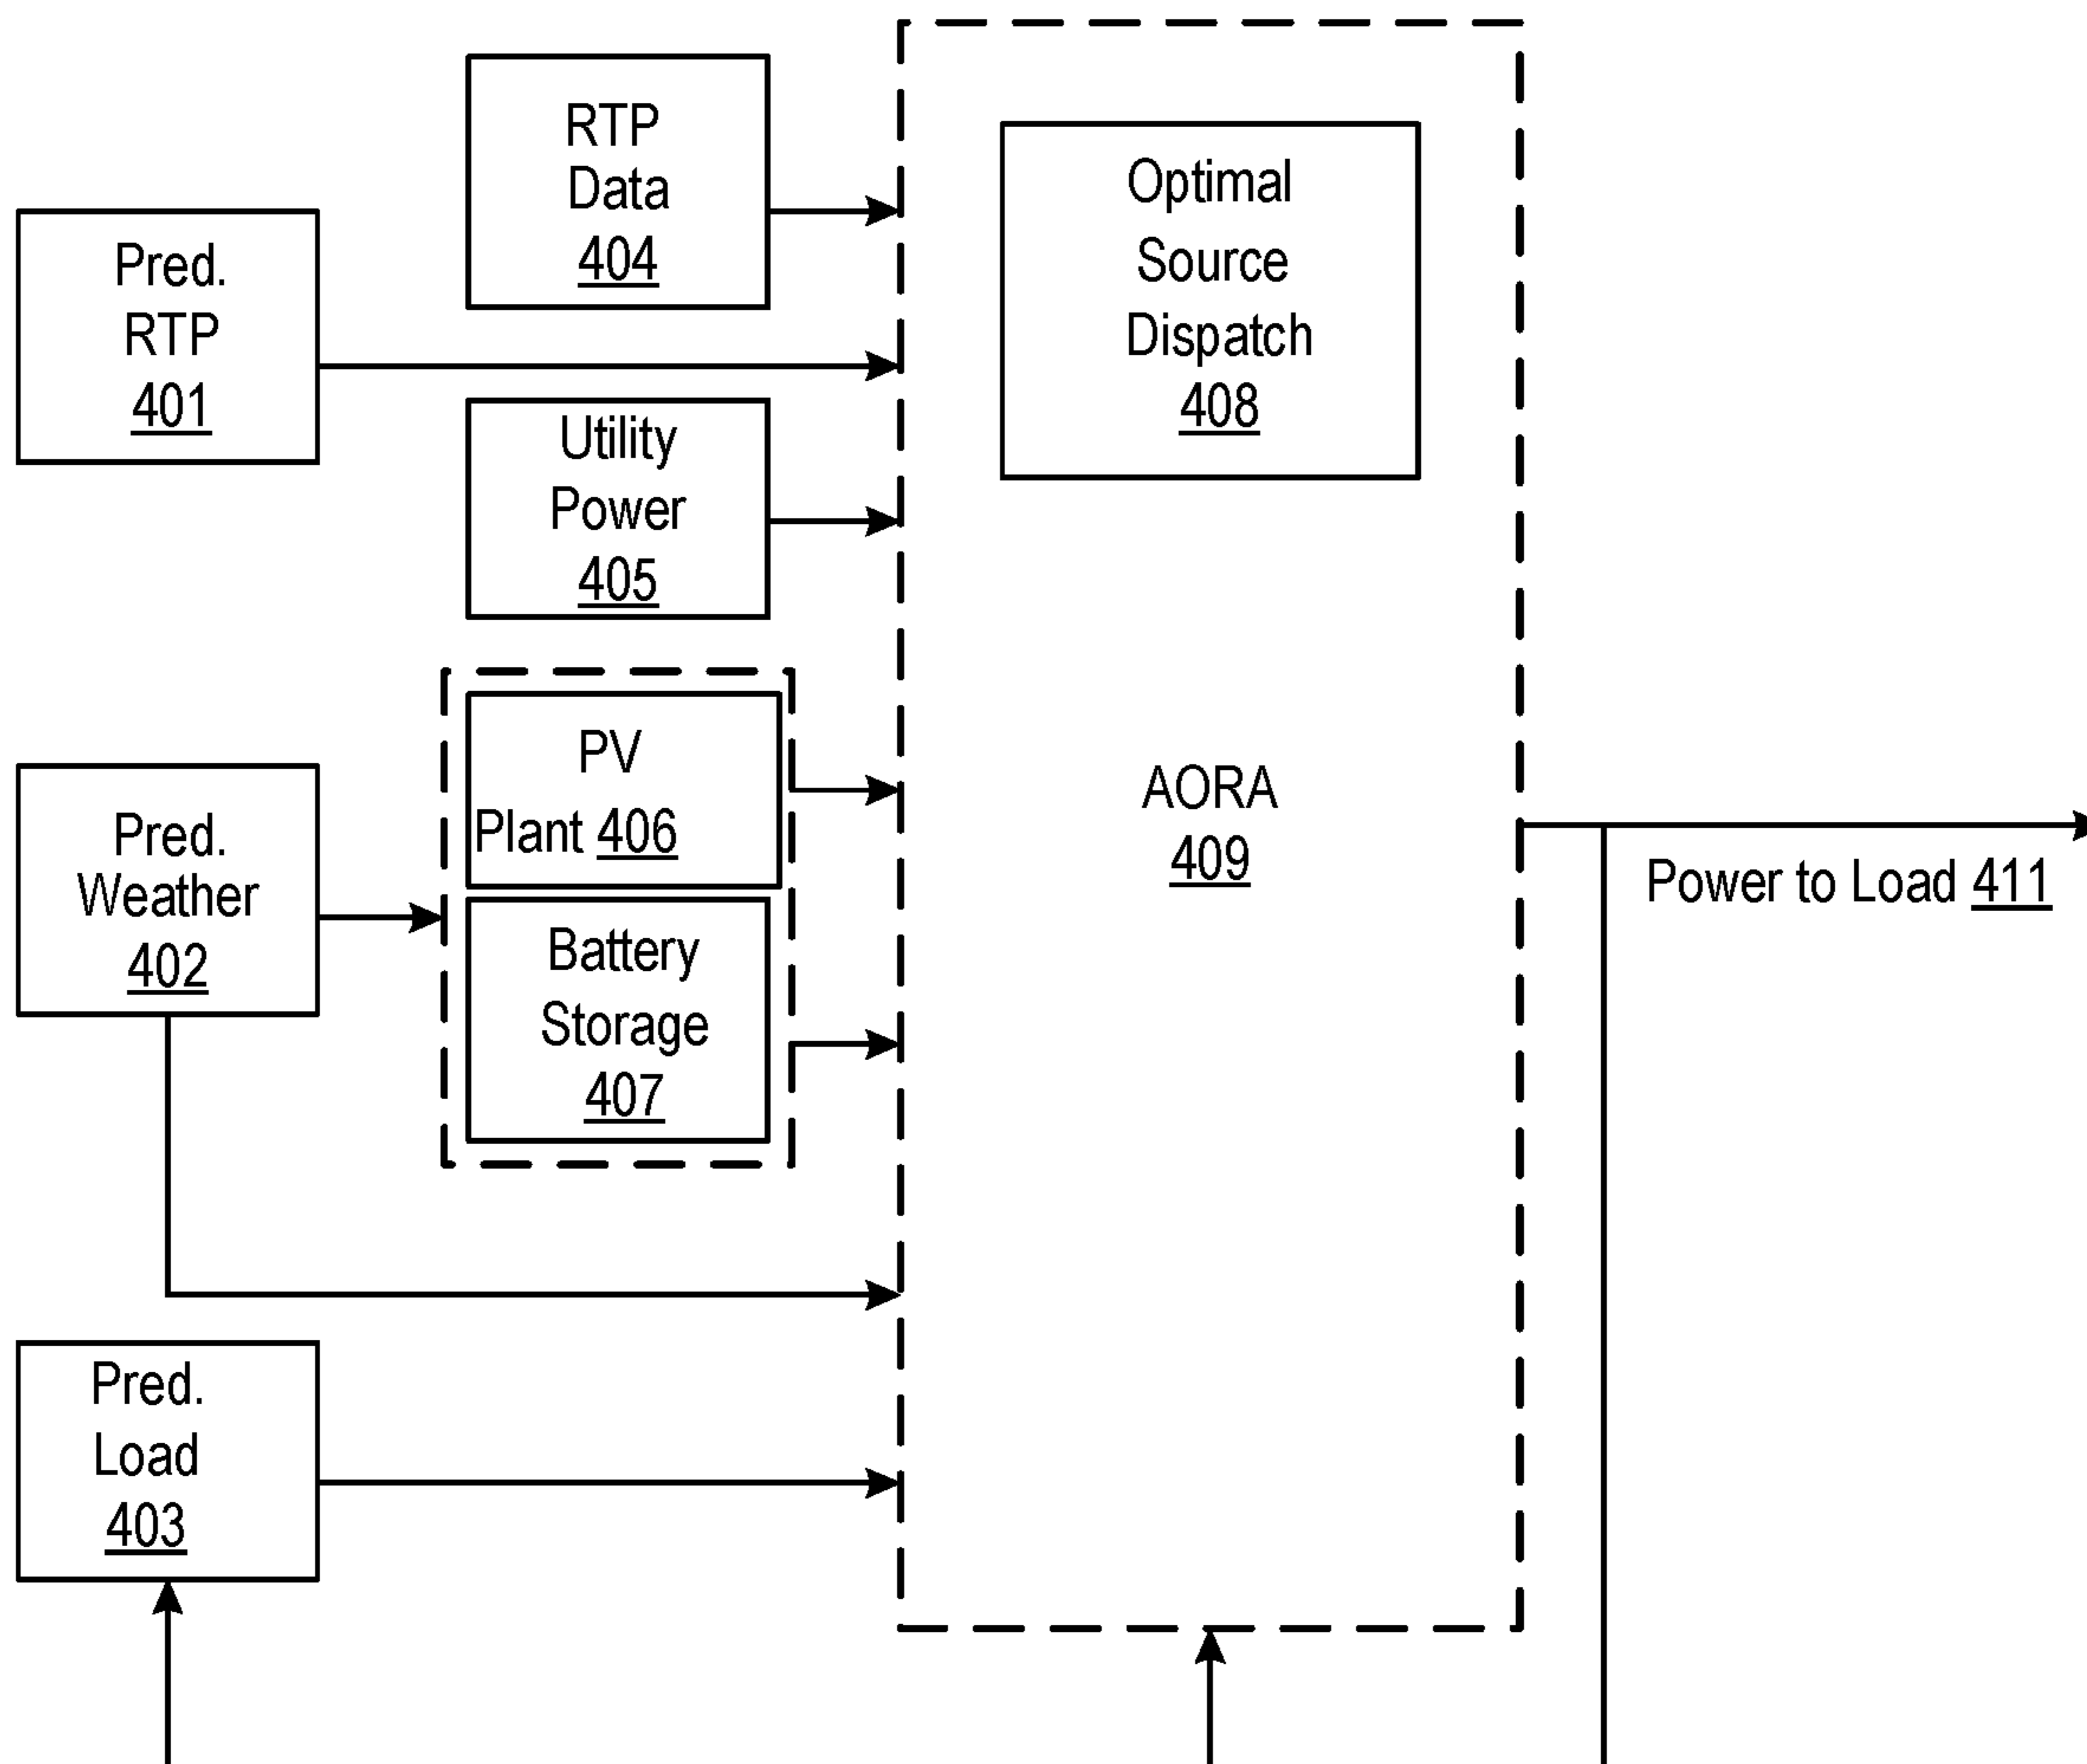 RTP
Data
404
Pred.
RTP
401
Utility
Power
405
Optimal
Source
Dispatch
408
PV
Plant 406
Pred.
Weather
402
Battery
Storage
407
AORA
409
Power to Load 411
Pred.
Load
403